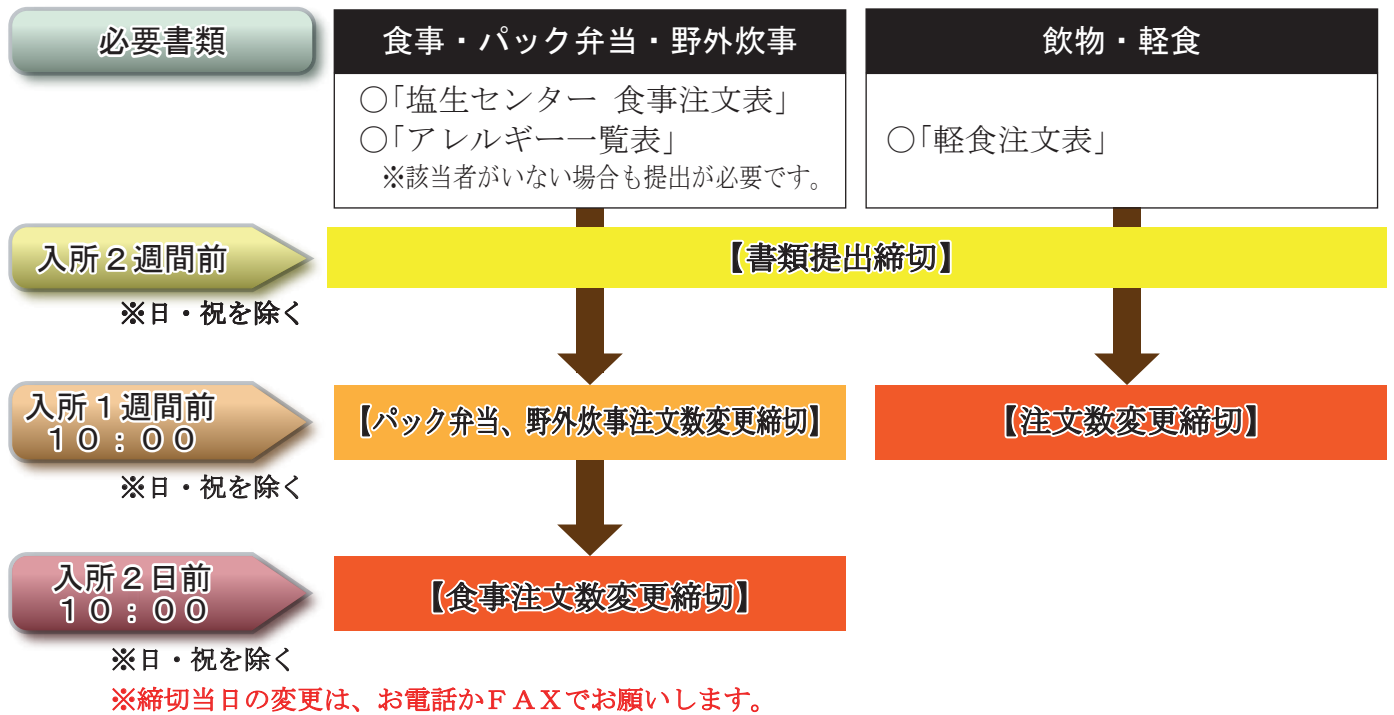 必要書類
食事・パック弁当・野外炊事
飲物・軽食
○「塩生センター 食事注文表」
○「アレルギー一覧表」
※該当者がいない場合も提出が必要です。
○「軽食注文表」
入所２週間前
【書類提出締切】
※日・祝を除く
入所１週間前
１０：００
【パック弁当、野外炊事注文数変更締切】
【注文数変更締切】
※日・祝を除く
入所２日前
１０：００
【食事注文数変更締切】
※日・祝を除く
※締切当日の変更は、お電話かＦＡＸでお願いします。